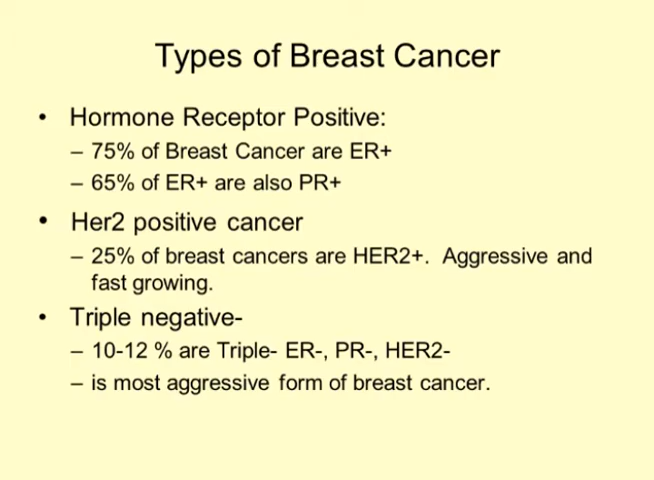 Types of Breast Cancer
• Hormone Receptor Positive:
– 75% of Breast Cancer are ER+
– 65% of ER+ are also PR+
• Her2 positive cancer
– 25% of breast cancers are HER2+.  Aggressive and
fast growing.
• Triple negative-
– 10-12 % are Triple- ER-, PR-, HER2-
– is most aggressive form of breast cancer.